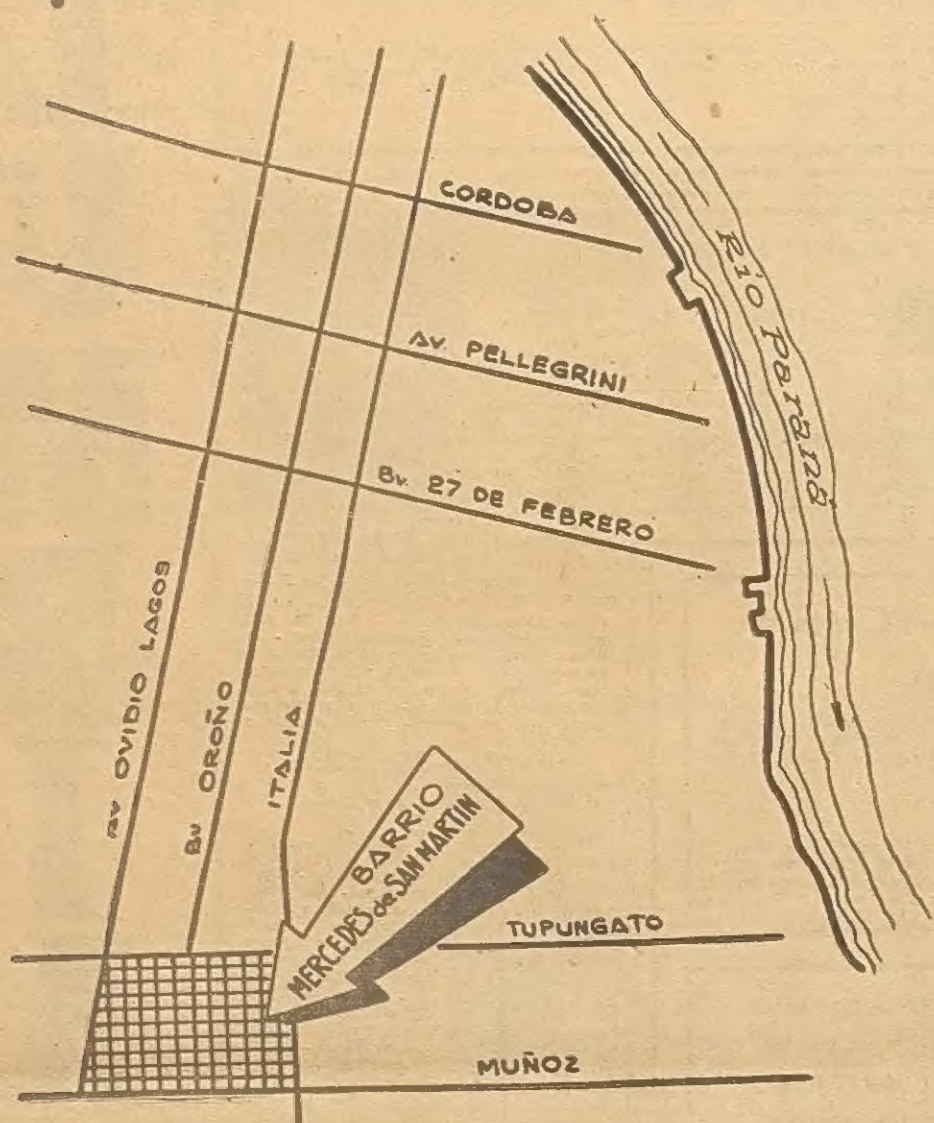 CORDOBA
RIO Paraná
AV. PELLEGRINI
Bv. 27 DE FEBRERO
AV OVIDIO LAGOS
Bv OROÑO
ITALIA
BARRIO
MERCEDES de SAN MARTIN
TUPUNGATO
MUÑOZ